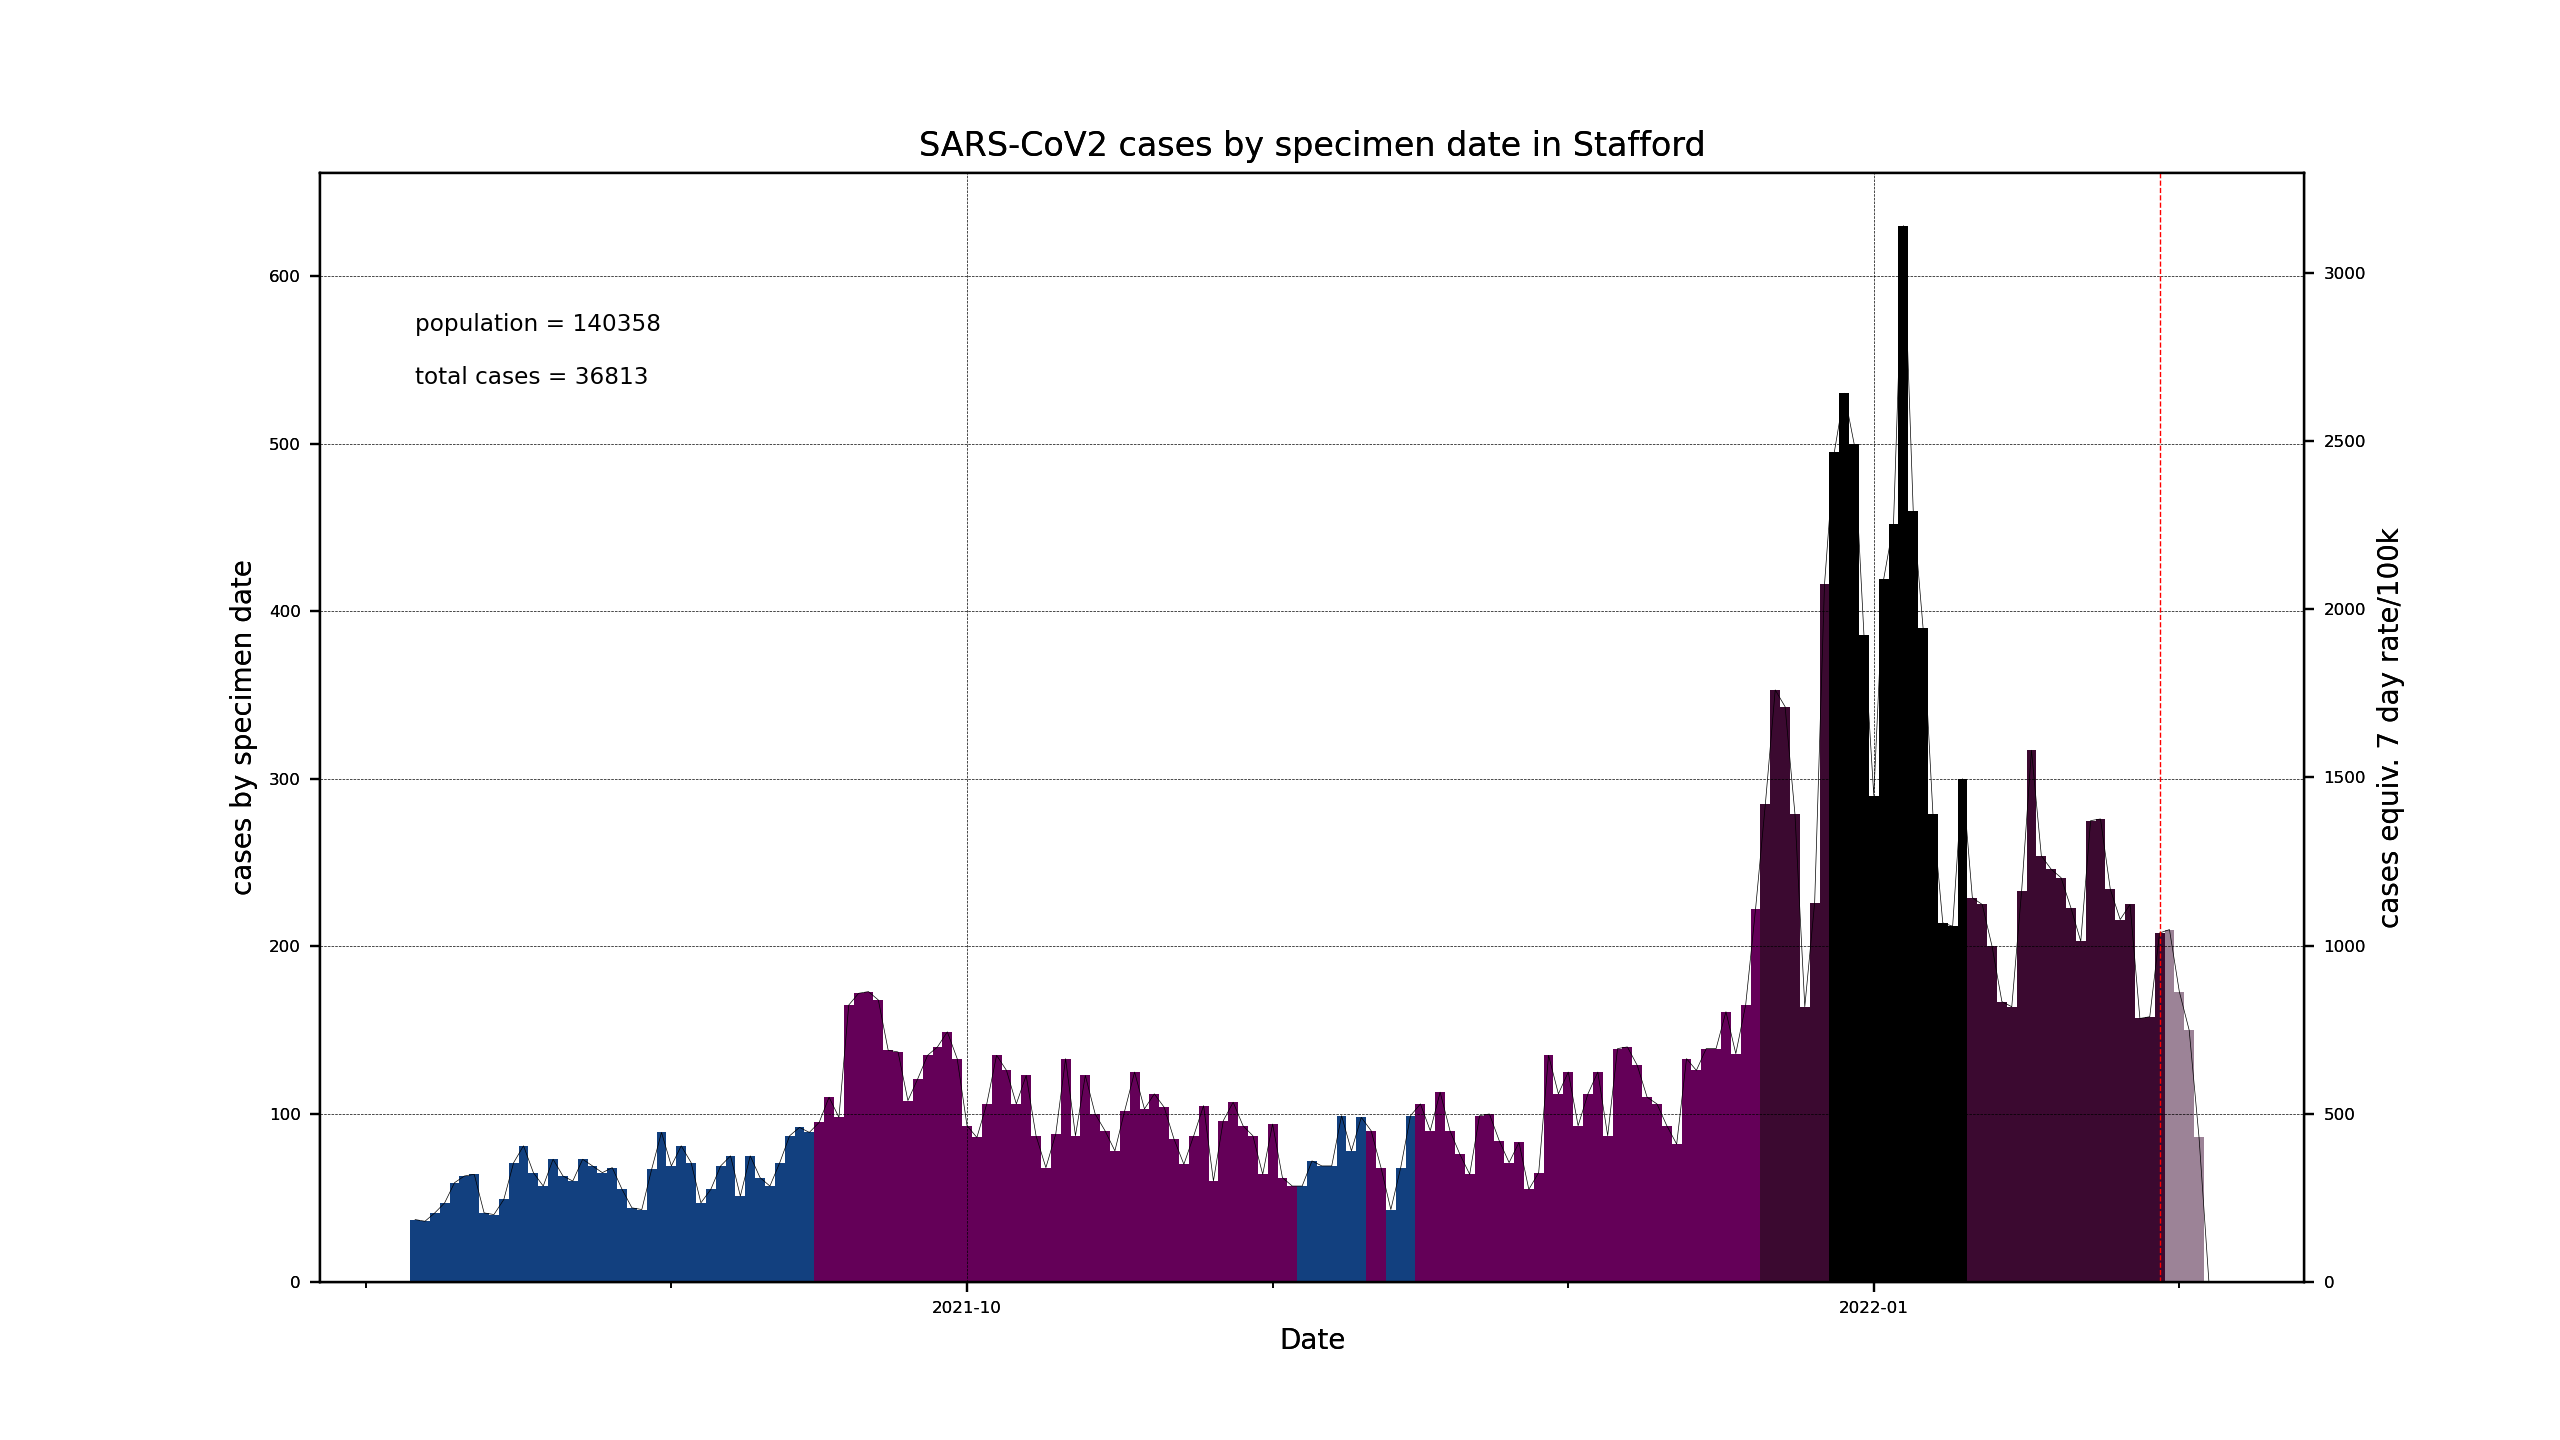 SARS-CoV2 cases by specimen date in Stafford
population = 140358
total cases = 36813
cases by specimen date
600
500
400
300
200
100
0
3000
2500
2000
1500
1000
500
0
cases equiv. 7 day rate/100k
2021-10
2022-01
Date